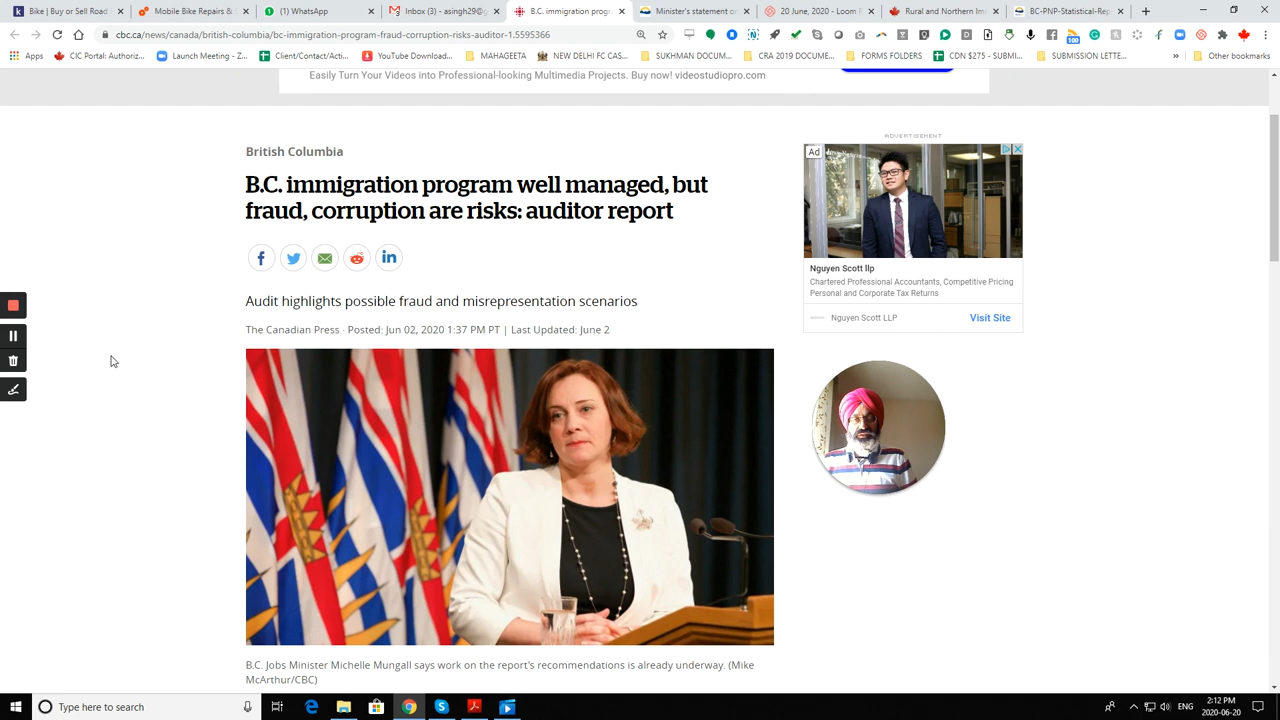 Bike | Buy or Sell Road
Mobile Bike Repairs &
(1) WhatsApp
Inbox (3) - asingh29@g
B.C. immigration progr
Minister's statement o
20 June, 2020 - Loom
Rural and Northern Im
BC-PNP-Statistical-Rep
cbc.ca/news/canada/british-columbia/bc-immigration-program-fraud-corruption-risks-auditor-1.5595366
100
Apps
CIC Portal: Authoriz...
Launch Meeting - Z...
Client/Contact/Acti...
YouTube Download...
MAHAGEETA
NEW DELHI FC CAS...
SUKHMAN DOCUM...
CRA 2019 DOCUME...
FORMS FOLDERS
CDN $275 - SUBMI...
SUBMISSION LETTE...
»
Other bookmarks
Easily Turn Your Videos into Professional-looking Multimedia Projects. Buy now! videostudiopro.com
ADVERTISEMENT
British Columbia
B.C. immigration program well managed, but
fraud, corruption are risks: auditor report
Audit highlights possible fraud and misrepresentation scenarios
The Canadian Press · Posted: Jun 02, 2020 1:37 PM PT | Last Updated: June 2
B.C. Jobs Minister Michelle Mungall says work on the report's recommendations is already underway. (Mike
McArthur/CBC)
Ad
Nguyen Scott llp
Chartered Professional Accountants, Competitive Pricing
Personal and Corporate Tax Returns
Nguyen Scott LLP
Visit Site
Type here to search
ENG
2:12 PM
2020-06-20